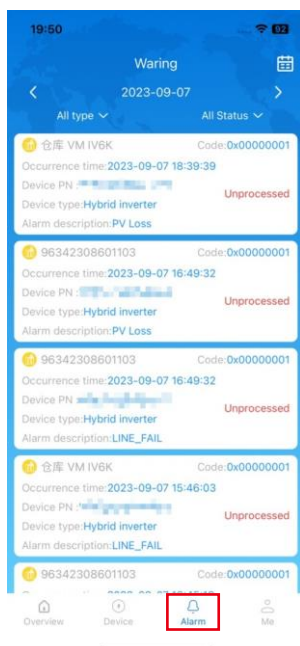 19:50
Waring
2023-09-07
All type
All Status
仓库 VM IV6K Code:0x00000001
Occurrence time:2023-09-07 18:39:39
Device PN :
Unprocessed
Device type:Hybrid inverter
Alarm description:PV Loss
96342308601103 Code:0x00000001
Occurrence time:2023-09-07 16:49:32
Device PN :
Unprocessed
Device type:Hybrid inverter
Alarm description:PV Loss
96342308601103 Code:0x00000001
Occurrence time:2023-09-07 16:49:32
Device PN :
Unprocessed
Device type:Hybrid inverter
Alarm description:LINE_FAIL
仓库 VM IV6K Code:0x00000001
Occurrence time:2023-09-07 15:46:03
Device PN :
Unprocessed
Device type:Hybrid inverter
Alarm description:LINE_FAIL
96342308601103 Code:0x00000001
Overview Device Alarm Me